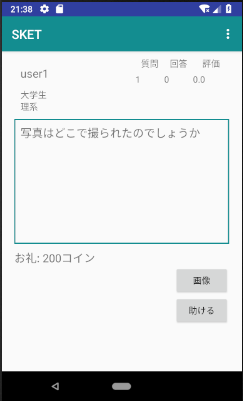 21:38
SKET
質問 回答 評価
user1
1 0 0.0
大学生
理系
写真はどこで撮られたのでしょうか
お礼: 200コイン
画像
助ける